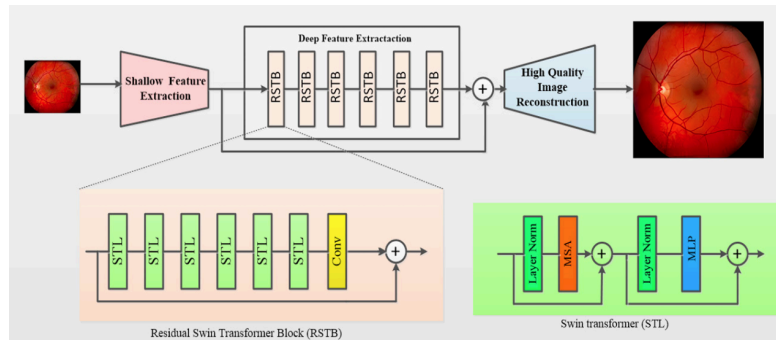 Deep Feature Extractaction
Shallow Feature
Extraction
RSTB
RSTB
RSTB
RSTB
RSTB
RSTB
+
High Quality
Image
Reconstruction
STL
STL
STL
STL
STL
STL
Conv
+
Layer Norm
MSA
+
Layer Norm
MLP
+
Residual Swin Transformer Block (RSTB)
Swin transformer (STL)